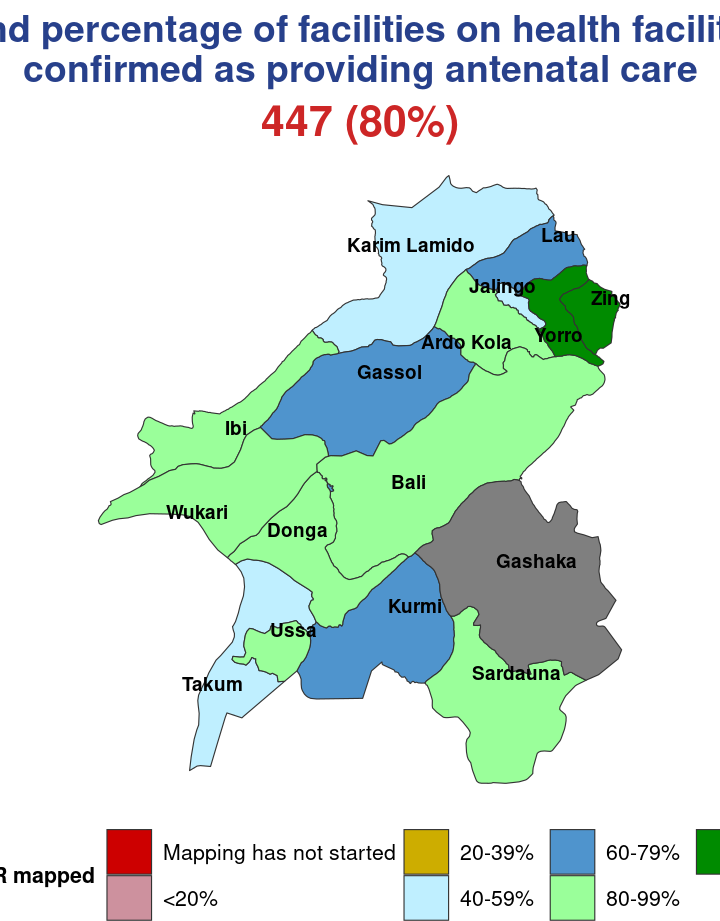 percentage of facilities on health
confirmed as providing antenatal care
447 (80%)
Karim Lamido
Lau
Jalingo
Zing
Yorro
Ardo Kola
Gassol
Ibi
Bali
Wukari
Donga
Gashaka
Kurmi
Ussa
Sardauna
Takum
mapped
Mapping has not started
<20%
20-39%
40-59%
60-79%
80-99%